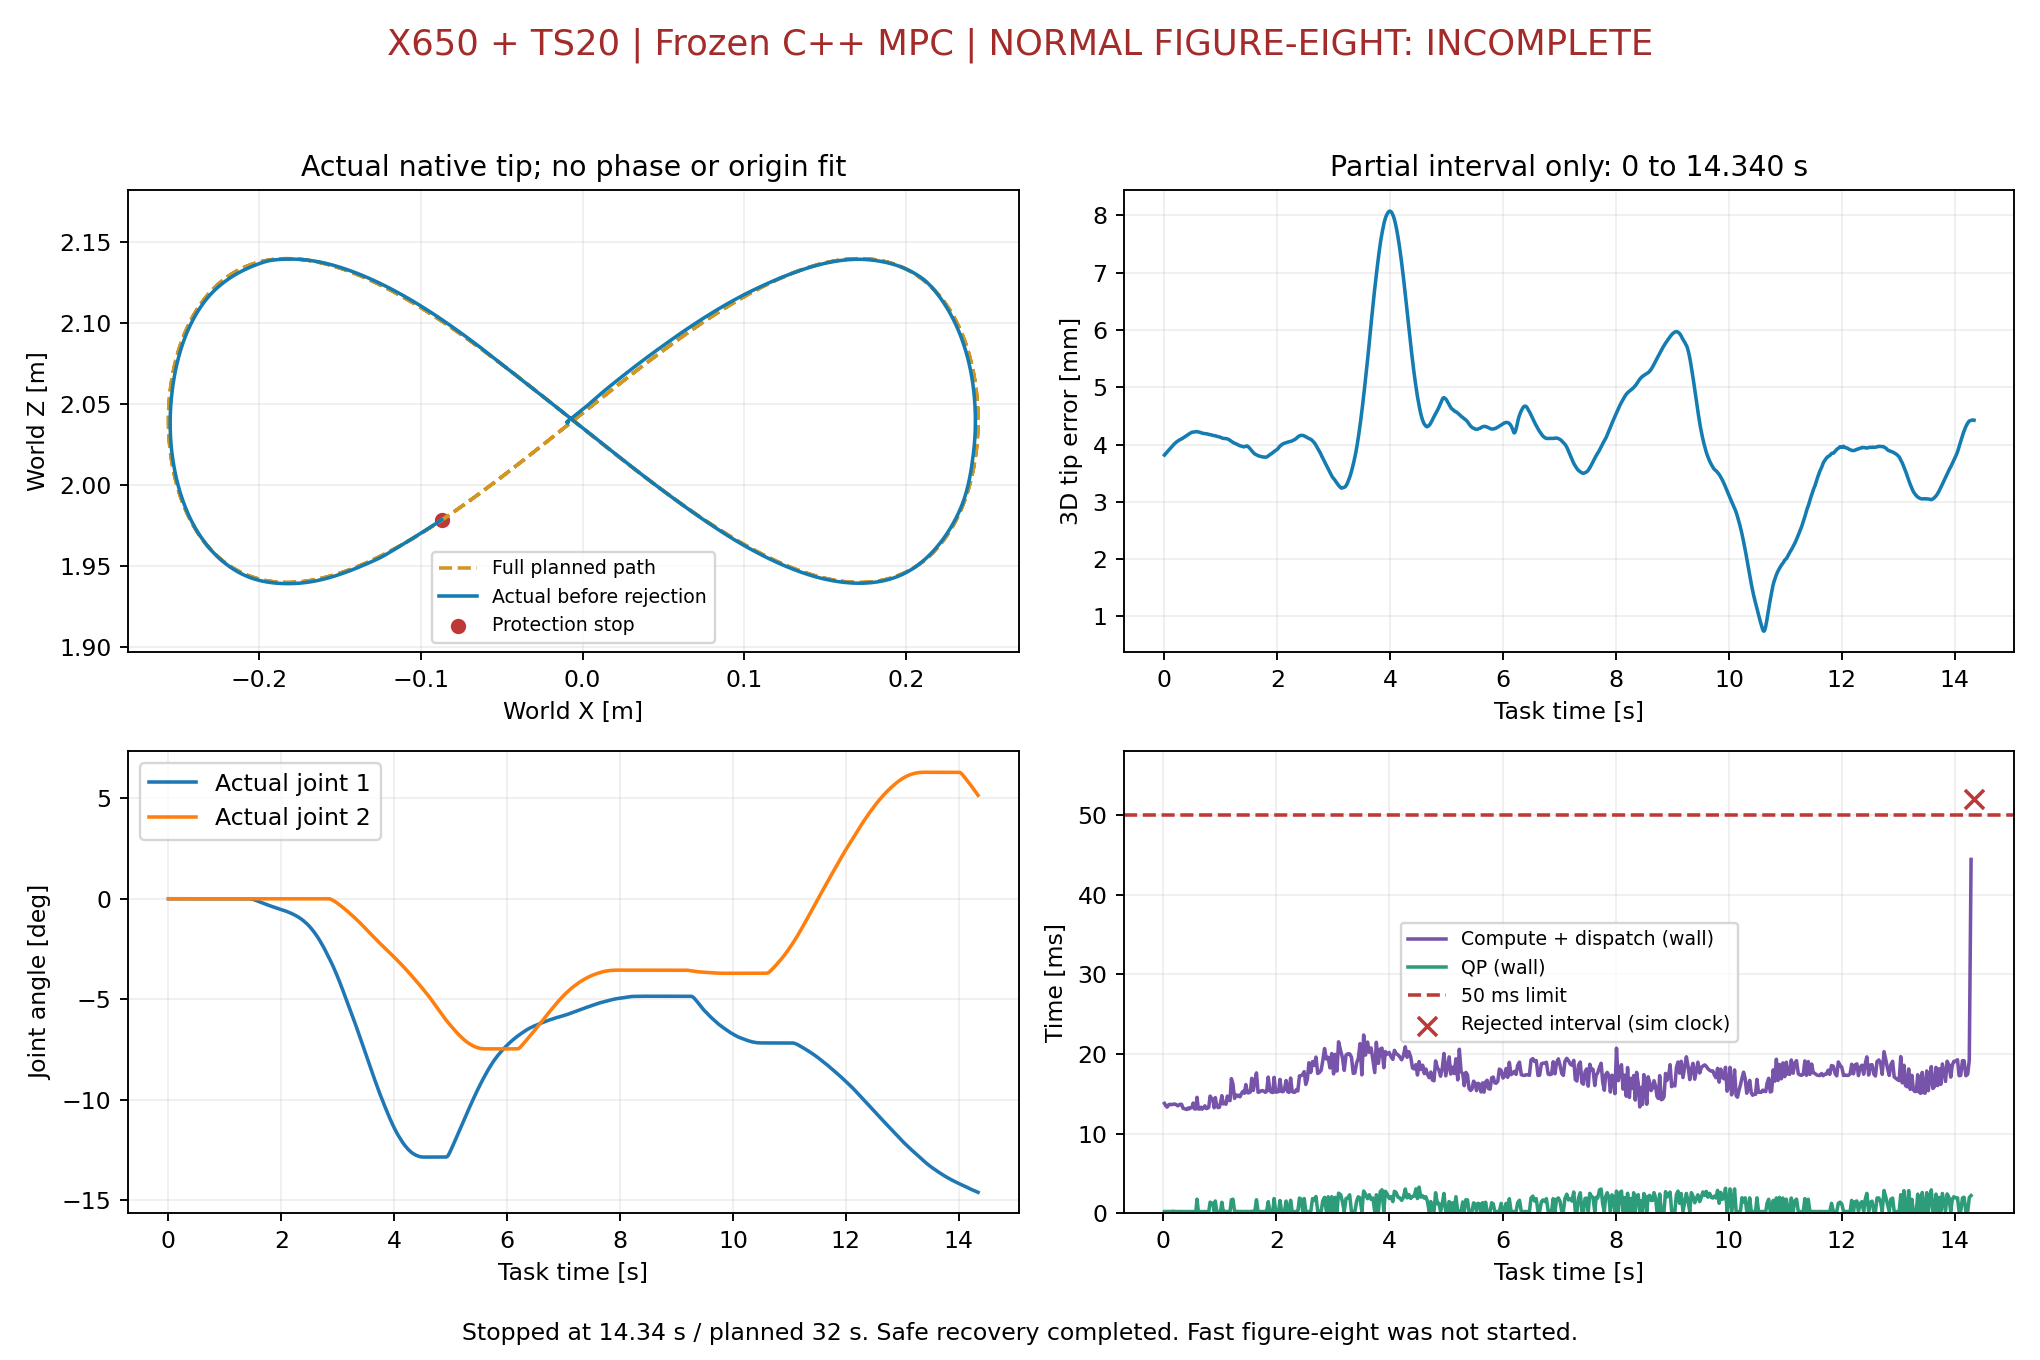 X650 + TS20 | Frozen C++ MPC | NORMAL FIGURE-EIGHT: INCOMPLETE
Actual native tip; no phase or origin fit
World Z [m]
2.15
2.10
2.05
2.00
1.95
1.90
−0.2
−0.1
0.0
0.1
0.2
World X [m]
Full planned path
Actual before rejection
Protection stop
Partial interval only: 0 to 14.340 s
3D tip error [mm]
8
7
6
5
4
3
2
1
0
2
4
6
8
10
12
14
Task time [s]
Actual joint 1
Actual joint 2
Joint angle [deg]
5
0
−5
−10
−15
0
2
4
6
8
10
12
14
Task time [s]
Time [ms]
50
40
30
20
10
0
Compute + dispatch (wall)
QP (wall)
50 ms limit
Rejected interval (sim clock)
0
2
4
6
8
10
12
14
Task time [s]
Stopped at 14.34 s / planned 32 s. Safe recovery completed. Fast figure-eight was not started.